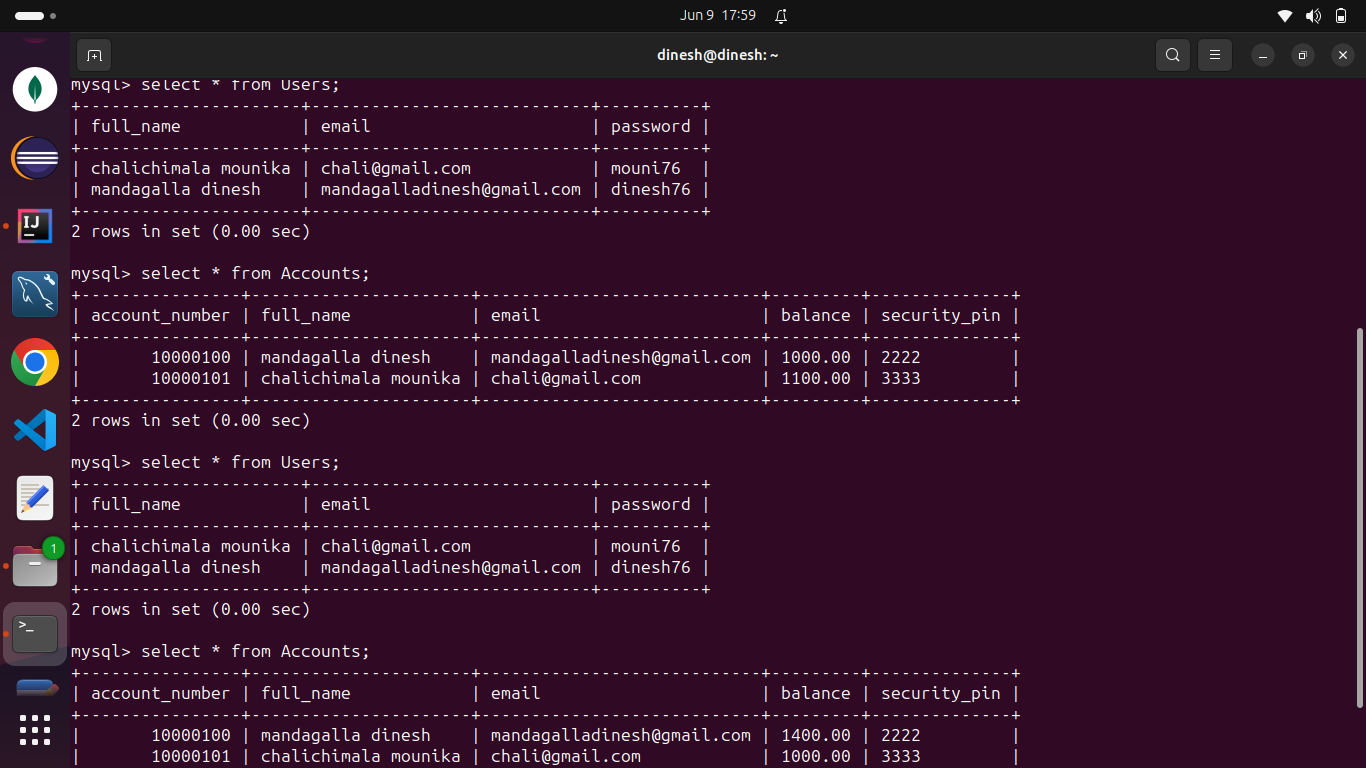 Jun 9 17:59
dinesh@dinesh: ~
mysql> select * from Users;
+----------------------+----------------------------+----------+
| full_name            | email                      | password |
+----------------------+----------------------------+----------+
| chalichimala mounika | chali@gmail.com            | mouni76  |
| mandagalla dinesh    | mandagalladinesh@gmail.com | dinesh76 |
+----------------------+----------------------------+----------+
2 rows in set (0.00 sec)
mysql> select * from Accounts;
+----------------+----------------------+----------------------------+---------+--------------+
| account_number | full_name            | email                      | balance | security_pin |
+----------------+----------------------+----------------------------+---------+--------------+
|       10000100 | mandagalla dinesh    | mandagalladinesh@gmail.com | 1000.00 | 2222         |
|       10000101 | chalichimala mounika | chali@gmail.com            | 1100.00 | 3333         |
+----------------+----------------------+----------------------------+---------+--------------+
2 rows in set (0.00 sec)
mysql> select * from Users;
+----------------------+----------------------------+----------+
| full_name            | email                      | password |
+----------------------+----------------------------+----------+
| chalichimala mounika | chali@gmail.com            | mouni76  |
| mandagalla dinesh    | mandagalladinesh@gmail.com | dinesh76 |
+----------------------+----------------------------+----------+
2 rows in set (0.00 sec)
mysql> select * from Accounts;
+----------------+----------------------+----------------------------+---------+--------------+
| account_number | full_name            | email                      | balance | security_pin |
+----------------+----------------------+----------------------------+---------+--------------+
|       10000100 | mandagalla dinesh    | mandagalladinesh@gmail.com | 1400.00 | 2222         |
|       10000101 | chalichimala mounika | chali@gmail.com            | 1000.00 | 3333         |
IJ
1
>_